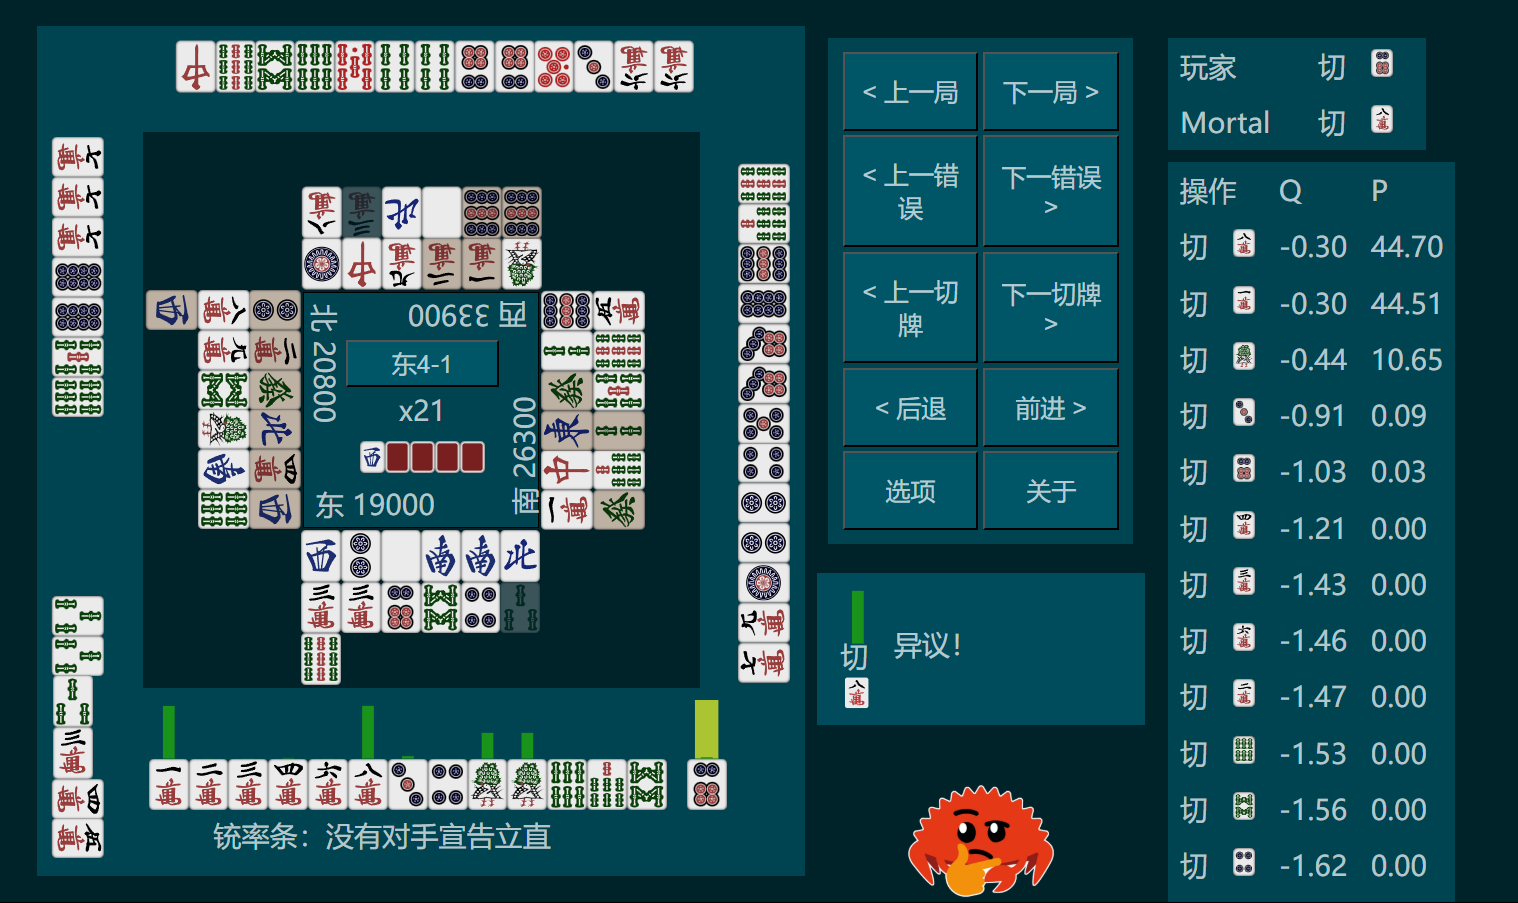 < 上一局
下一局 >
< 上一错误
下一错误 >
< 上一切牌
下一切牌 >
< 后退
前进 >
选项
关于
北 20800
西 33900
东4-1
x21
南 26300
东 19000
铳率条：没有对手宣告立直
切
异议！
玩家 切
Mortal 切
操作 Q P
切 -0.30 44.70
切 -0.30 44.51
切 -0.44 10.65
切 -0.91 0.09
切 -1.03 0.03
切 -1.21 0.00
切 -1.43 0.00
切 -1.46 0.00
切 -1.47 0.00
切 -1.53 0.00
切 -1.56 0.00
切 -1.62 0.00